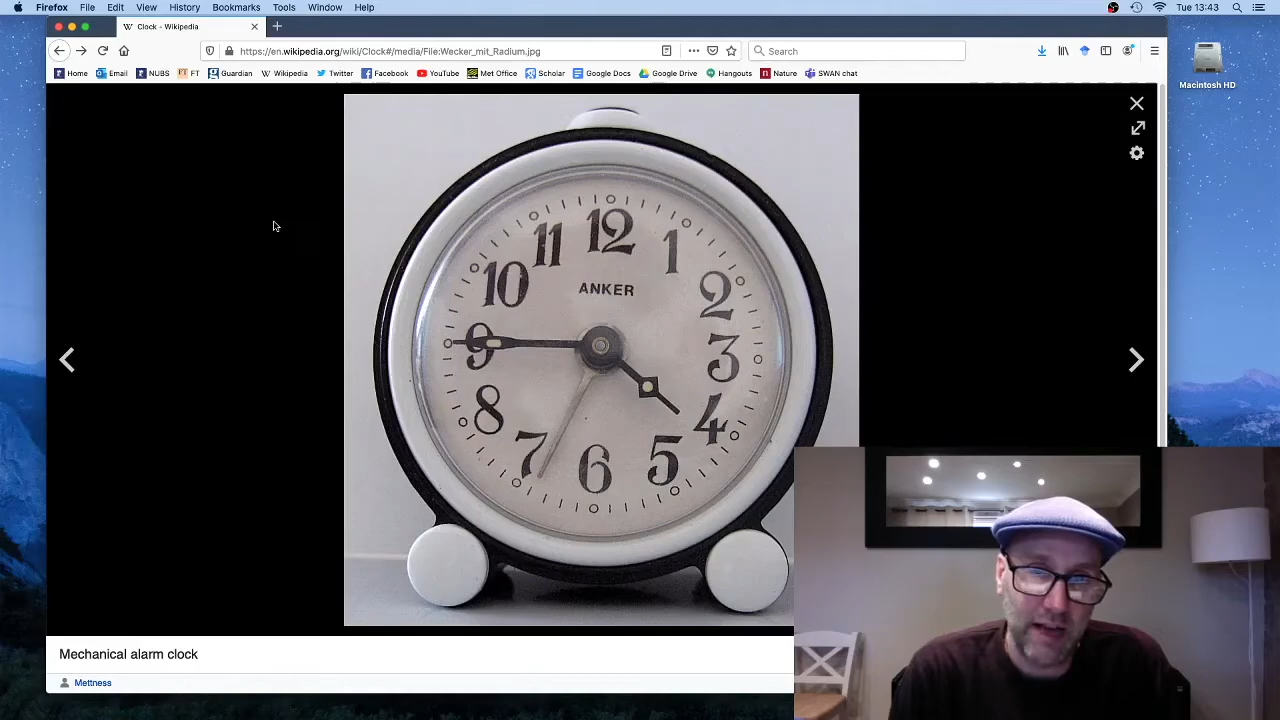 Firefox File Edit View History Bookmarks Tools Window Help Tue 13:43
Clock - Wikipedia
https://en.wikipedia.org/wiki/Clock#/media/File:Wecker_mit_Radium.jpg Search
Home Email NUBS FT Guardian Wikipedia Twitter Facebook YouTube Met Office Scholar Google Docs Google Drive Hangouts Nature SWAN chat
Macintosh HD
12
11 1
10 2
ANKER
9 3
8 4
7 5
6
Mechanical alarm clock
Mettness